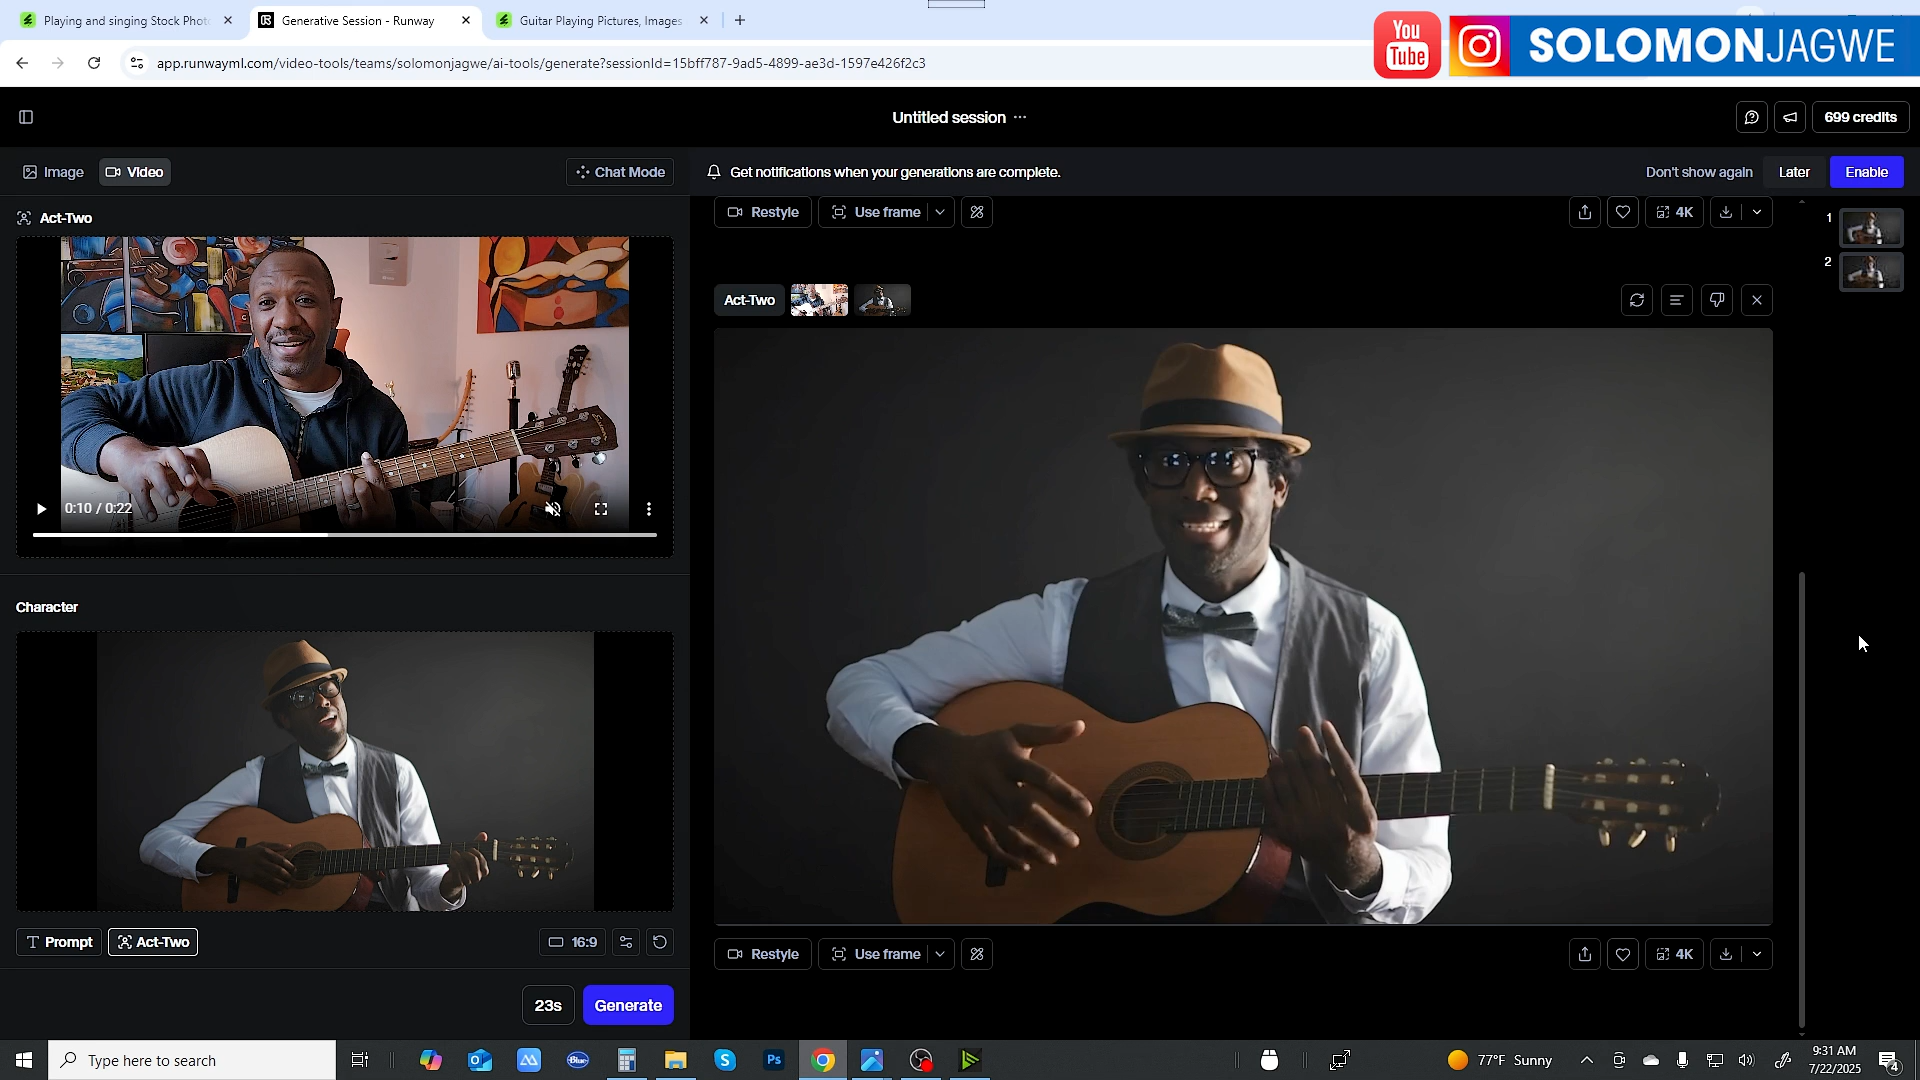 Playing and singing Stock Phot
Generative Session - Runway
Guitar Playing Pictures, Images
You
Tube
SOLOMONJAGWE
app.runwayml.com/video-tools/teams/solomonjagwe/ai-tools/generate?sessionId=15bff787-9ad5-4899-ae3d-1597e426f2c3
Untitled session
699 credits
Image
Video
Chat Mode
Get notifications when your generations are complete.
Don't show again
Later
Enable
Act-Two
Restyle
Use frame
4K
1
2
Act-Two
0:10 / 0:22
Character
Prompt
Act-Two
16:9
Restyle
Use frame
4K
23s
Generate
Type here to search
Blue
Ps
77°F Sunny
9:31 AM
7/22/2025
4